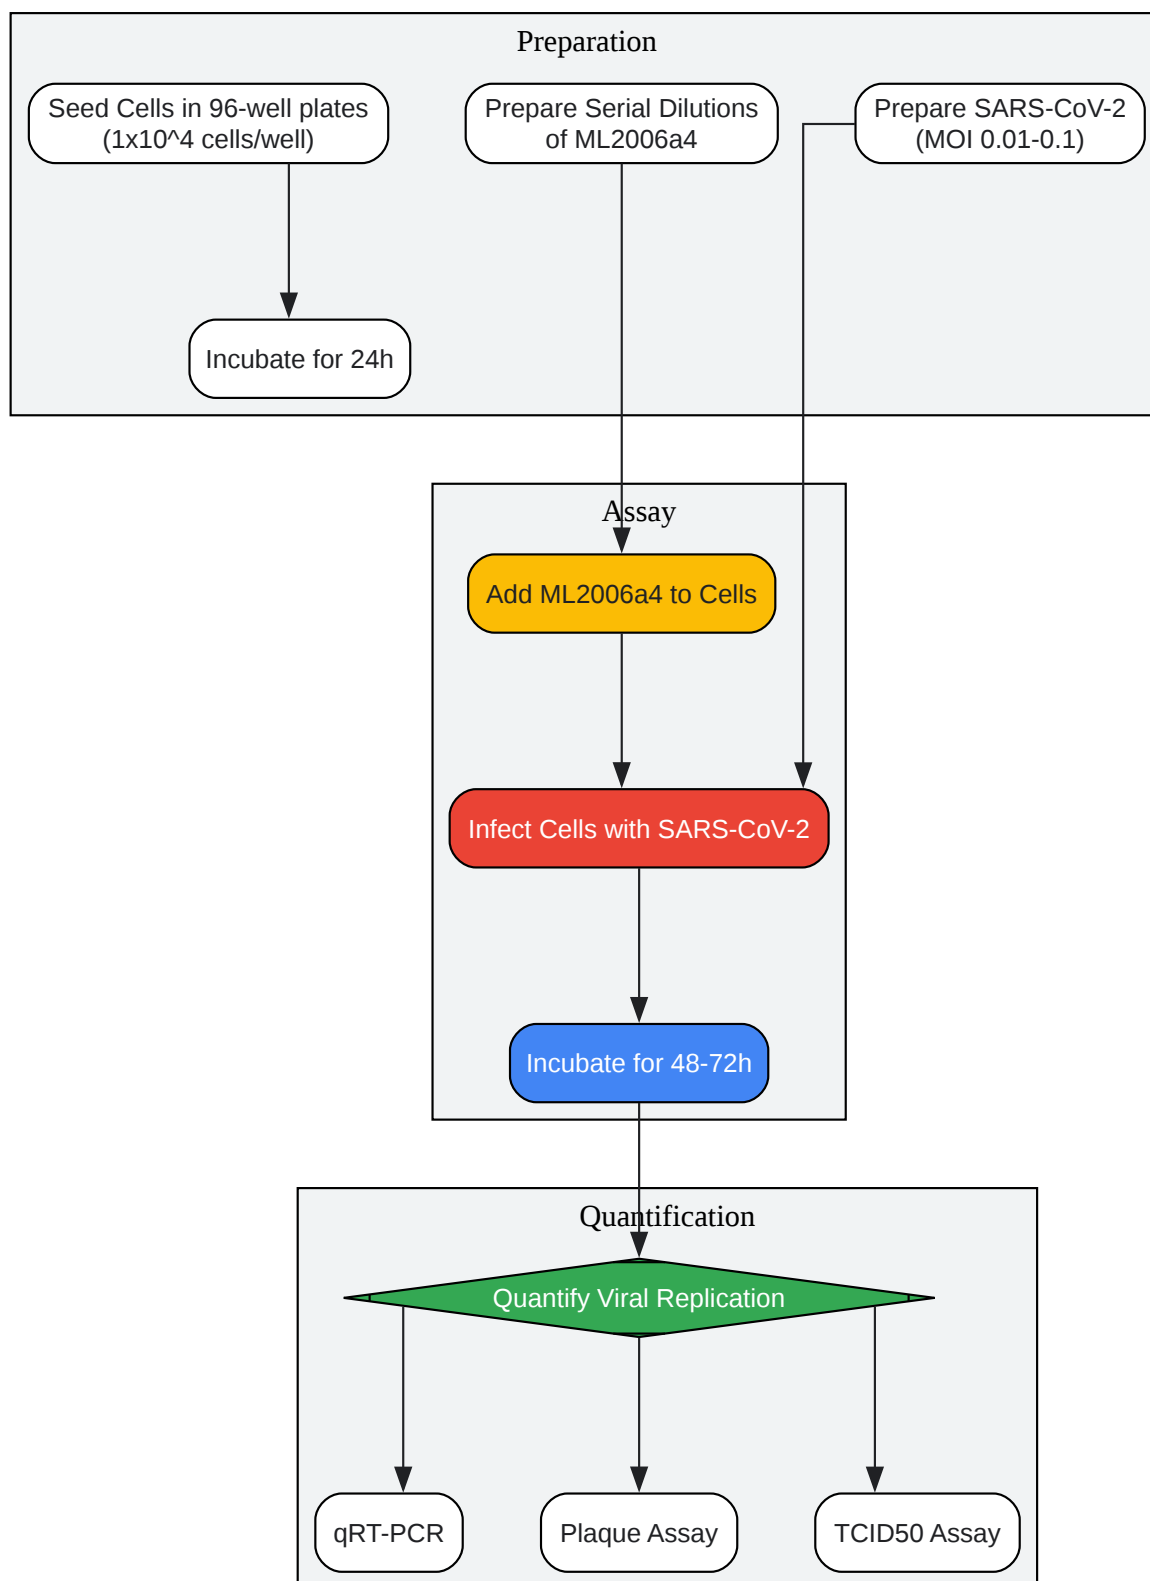 Preparation
Seed Cells in 96-well plates
(1x10^4 cells/well)
Prepare Serial Dilutions
of ML2006a4
Prepare SARS-CoV-2
(MOI 0.01-0.1)
Incubate for 24h
Assay
Add ML2006a4 to Cells
Infect Cells with SARS-CoV-2
Incubate for 48-72h
Quantification
Quantify Viral Replication
qRT-PCR
Plaque Assay
TCID50 Assay